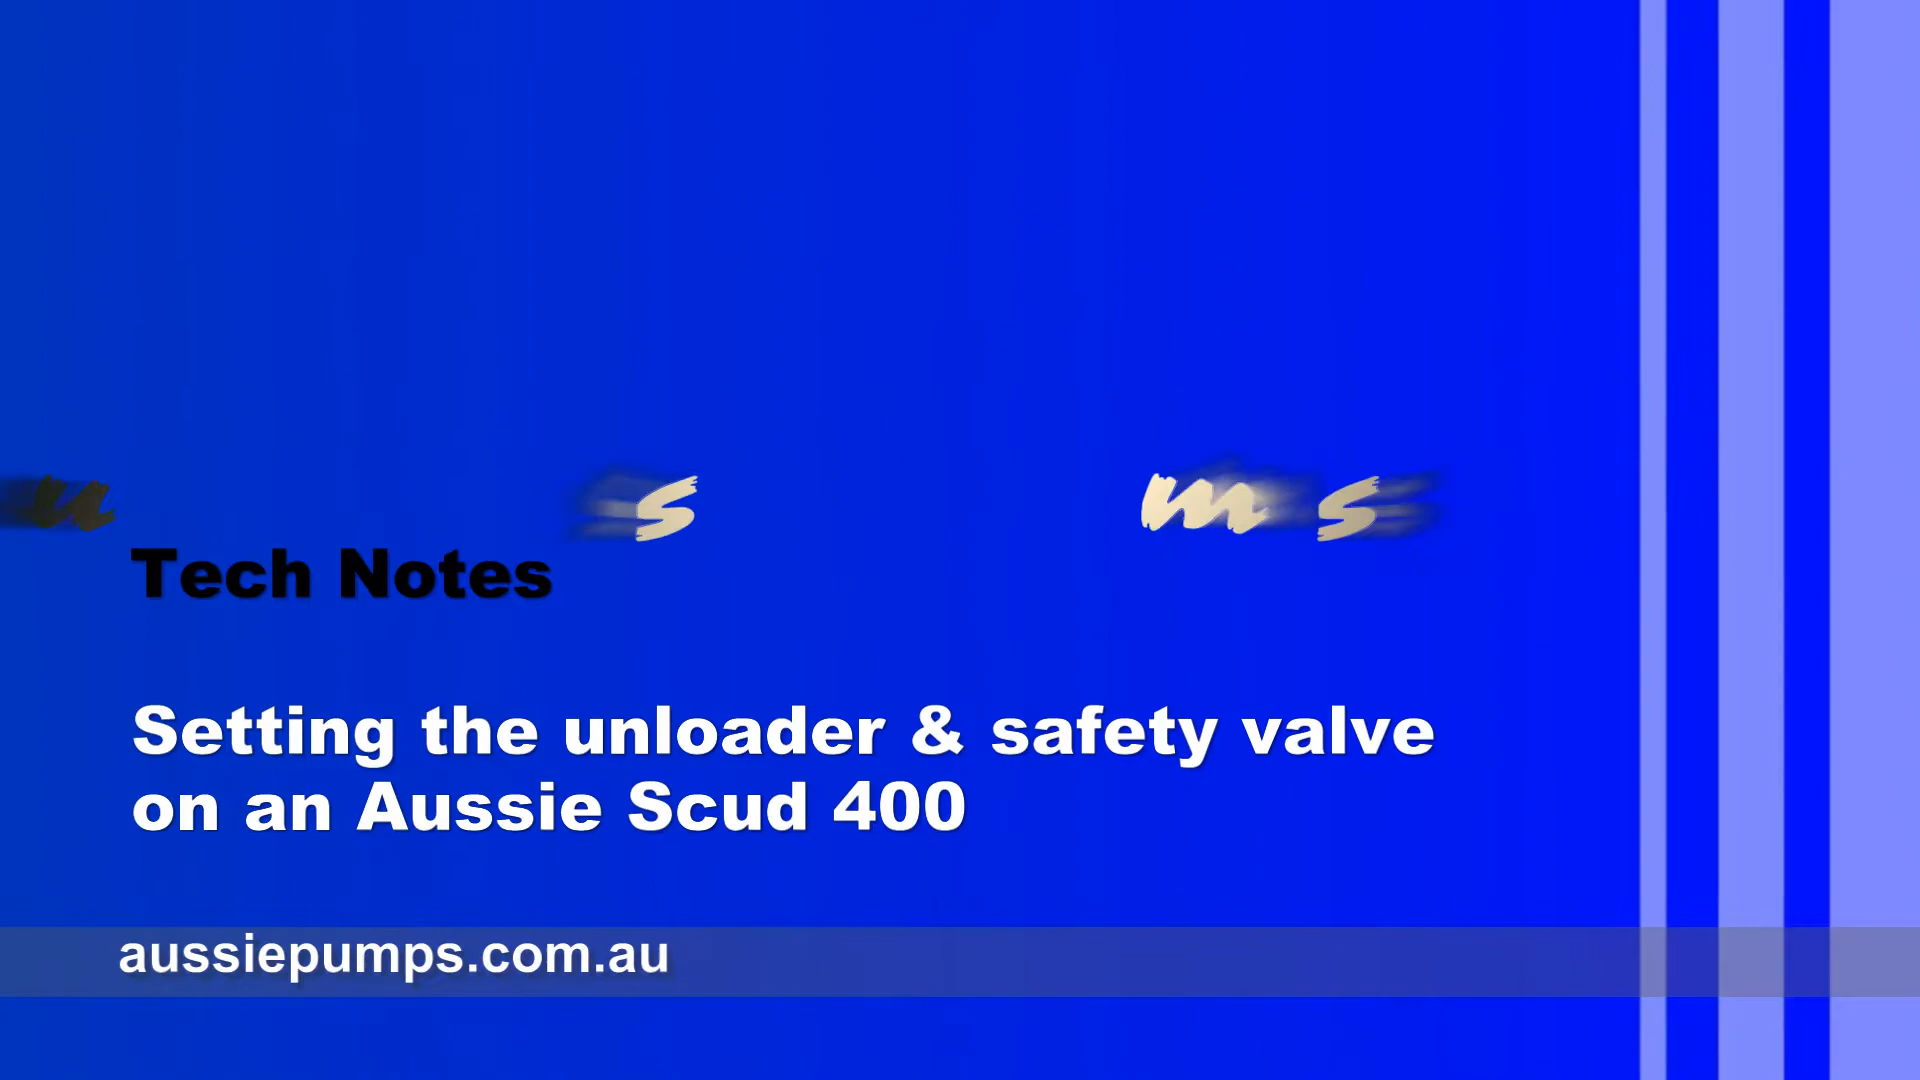 u s m s
Tech Notes
Setting the unloader & safety valve
on an Aussie Scud 400
aussiepumps.com.au